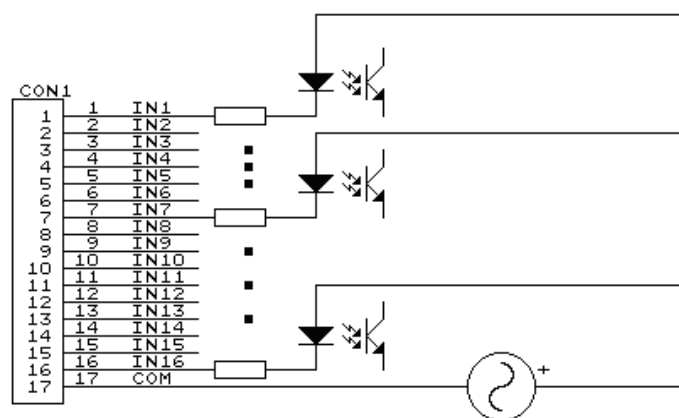 CON1
1 1 IN1
2 2 IN2
3 3 IN3
4 4 IN4
5 5 IN5
6 6 IN6
7 7 IN7
8 8 IN8
9 9 IN9
10 10 IN10
11 11 IN11
12 12 IN12
13 13 IN13
14 14 IN14
15 15 IN15
16 16 IN16
17 17 COM
+